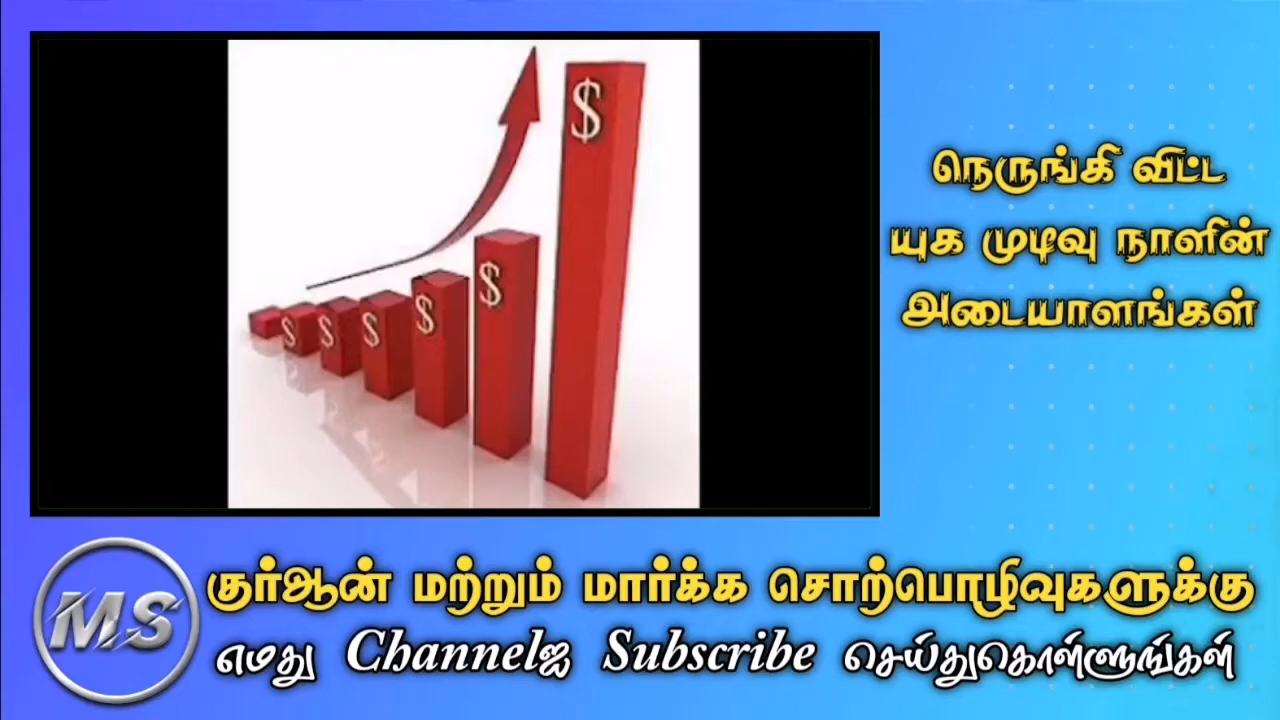 $
$
$
$
$
$
நெருங்கி விட்ட
யுக முடிவு நாளின்
அடையாளங்கள்
MS
குர்ஆன் மற்றும் மார்க்க சொற்பொழிவுகளுக்கு
எமது Channelஐ Subscribe செய்துகொள்ளுங்கள்